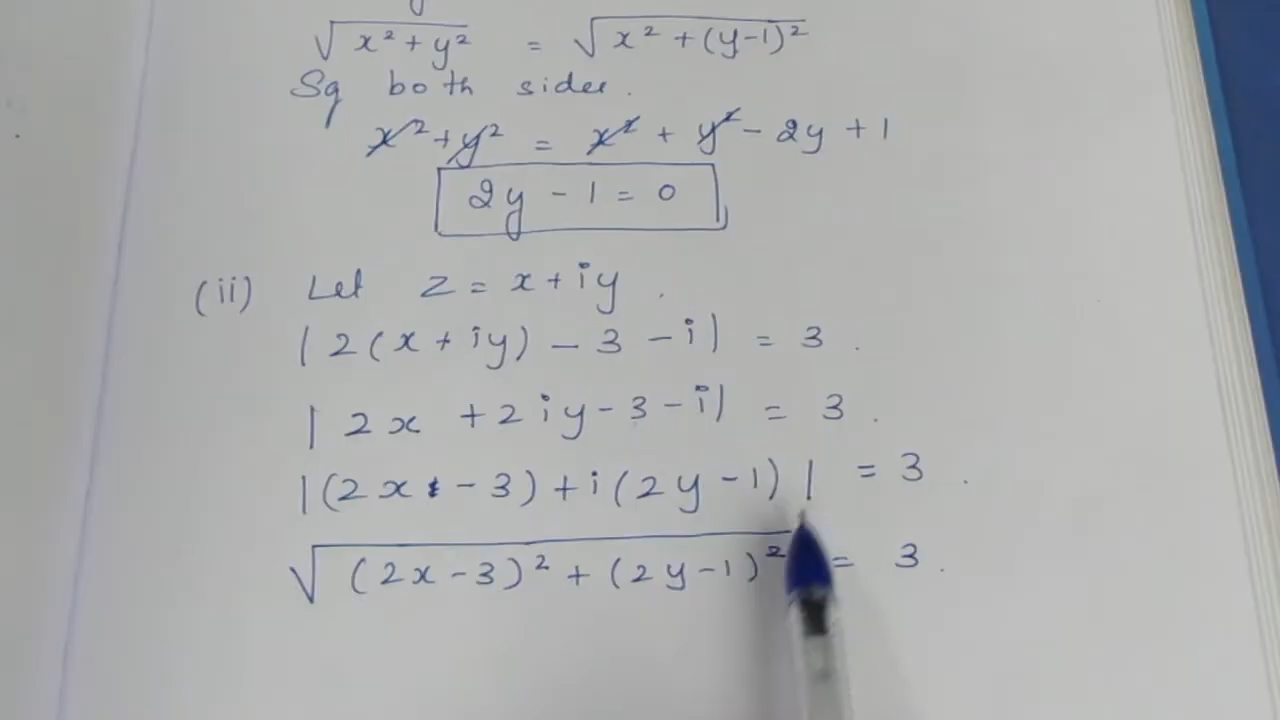 √(x² + y²) = √(x² + (y-1)²)
Sq both sides.
x² + y² = x² + y² - 2y + 1
2y - 1 = 0
(ii) Let z = x + iy.
|2(x + iy) - 3 - i| = 3.
|2x + 2iy - 3 - i| = 3.
|(2x - 3) + i(2y - 1)| = 3.
√((2x - 3)² + (2y - 1)²) = 3.